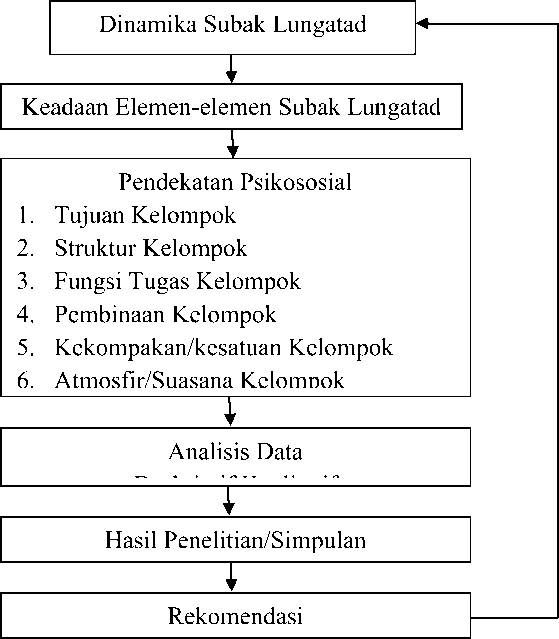 Dinamika Subak Lungatad
Keadaan Elemen-elemen Subak Lungatad
Pendekatan Psikososial
1. Tujuan Kelompok
2. Struktur Kelompok
3. Fungsi Tugas Kelompok
4. Pembinaan Kelompok
5. Kekompakan/kesatuan Kelompok
6. Atmosfir/Suasana Kelompok
Analisis Data
Hasil Penelitian/Simpulan
Rekomendasi